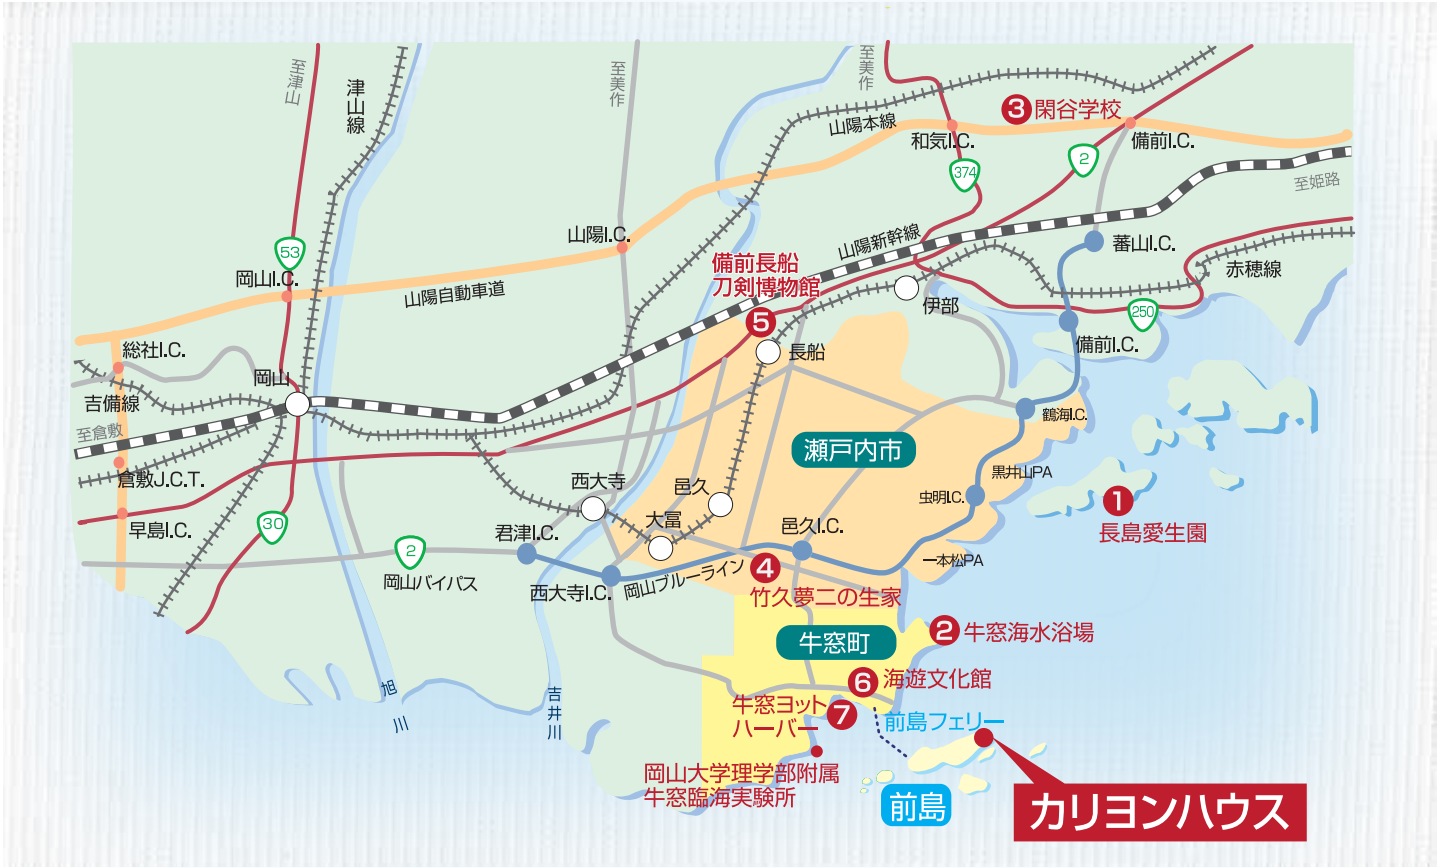 至津山
津山線
至美作
至美作
山陽本線
和気I.C.
3
閑谷学校
備前I.C.
374
2
至姫路
53
岡山I.C.
山陽I.C.
山陽自動車道
備前長船
刀剣博物館
5
山陽新幹線
蕃山I.C.
赤穂線
250
伊部
備前I.C.
総社I.C.
岡山
吉備線
至倉敷
倉敷J.C.T.
早島I.C.
30
長船
鶴海I.C.
瀬戸内市
黒井山PA
虫明I.C.
1
長島愛生園
西大寺
邑久
大富
君津I.C.
2
岡山バイパス
邑久I.C.
一本松PA
西大寺I.C.
岡山ブルーライン
4
竹久夢二の生家
2
牛窓海水浴場
牛窓町
6
海遊文化館
牛窓ヨット
ハーバー
7
前島フェリー
旭川
吉井川
岡山大学理学部附属
牛窓臨海実験所
前島
カリヨンハウス